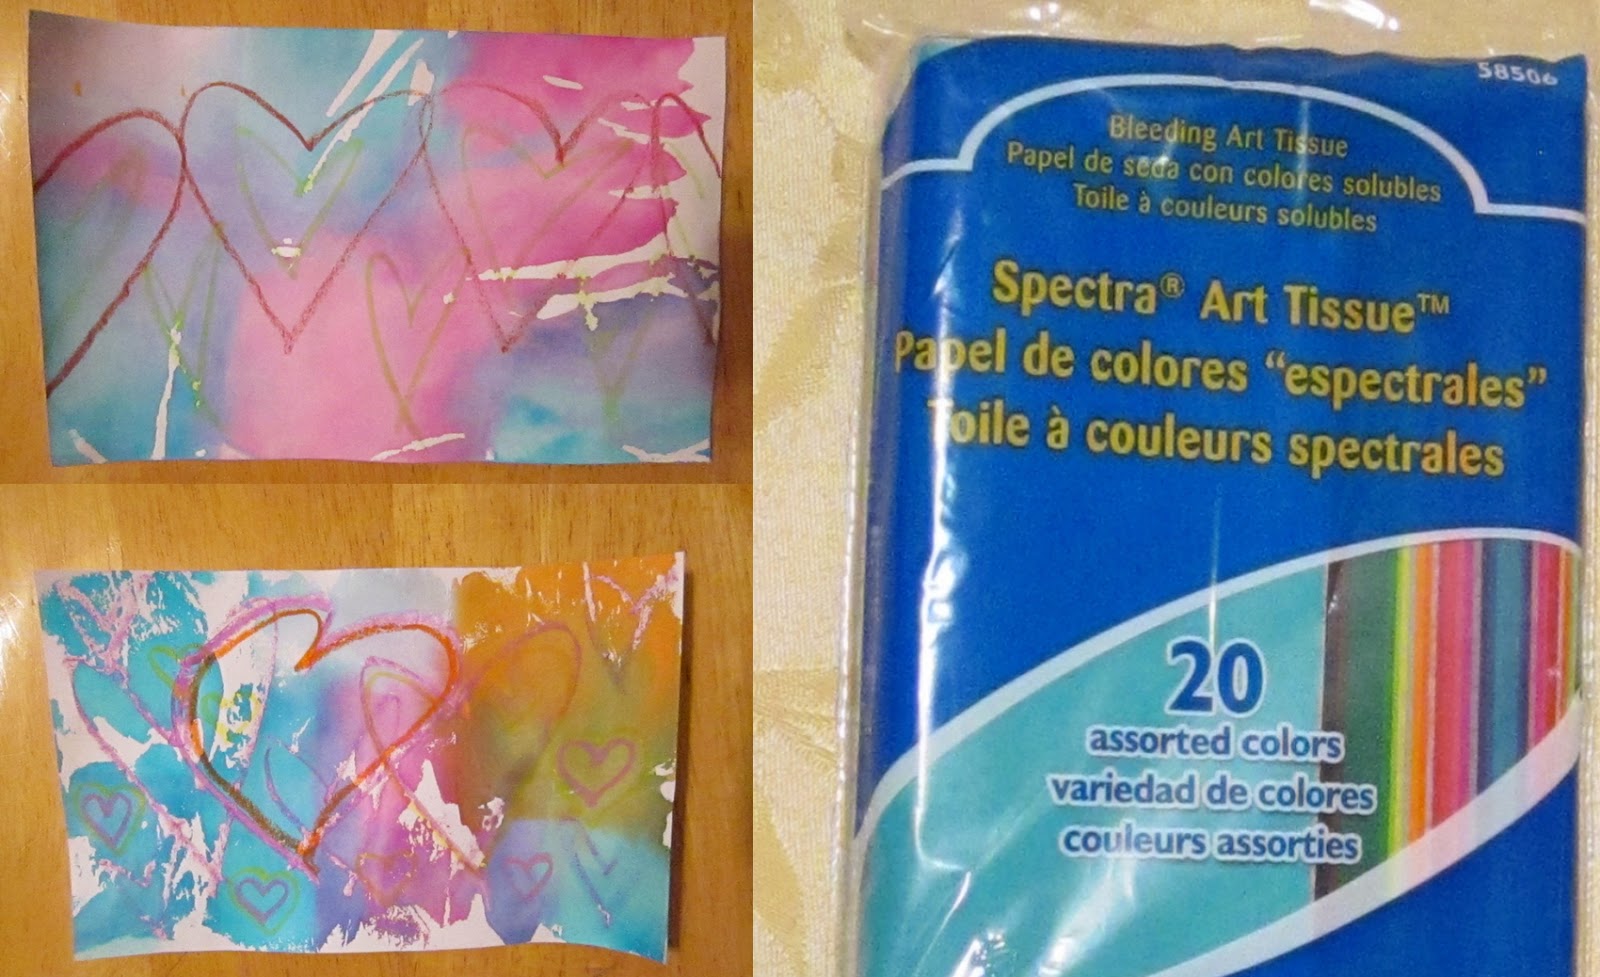 58506
Bleeding Art Tissue
Papel de seda con colores solubles
Toile à couleurs solubles
Spectra® Art Tissue™
Papel de colores “espectrales”
Toile à couleurs spectrales
20
assorted colors
variedad de colores
couleurs assorties